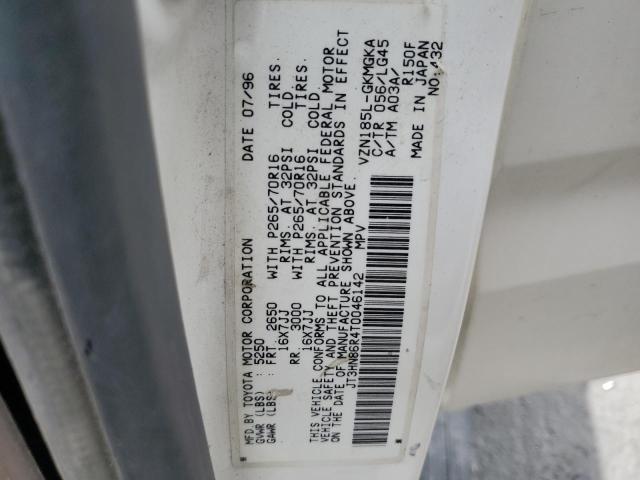 MFD.BY TOYOTA MOTOR CORPORATION DATE 07/96
GVWR (LBS) : 5250
GAWR (LBS) FRT. 2650 WITH P265/70R16 TIRES.
16X7JJ RIMS. AT 32PSI COLD.
RR. 3000 WITH P265/70R16 TIRES.
16X7JJ RIMS. AT 32PSI COLD.
THIS VEHICLE CONFORMS TO ALL APPLICABLE FEDERAL MOTOR
VEHICLE SAFETY AND THEFT PREVENTION STANDARDS IN EFFECT
ON THE DATE OF MANUFACTURE SHOWN ABOVE.
JT3HN86R4T0046142 MPV
VZN185L-GKMGKA
C/TR 056/LG45
A/TM A03A/
R150F
MADE IN JAPAN
NO.432